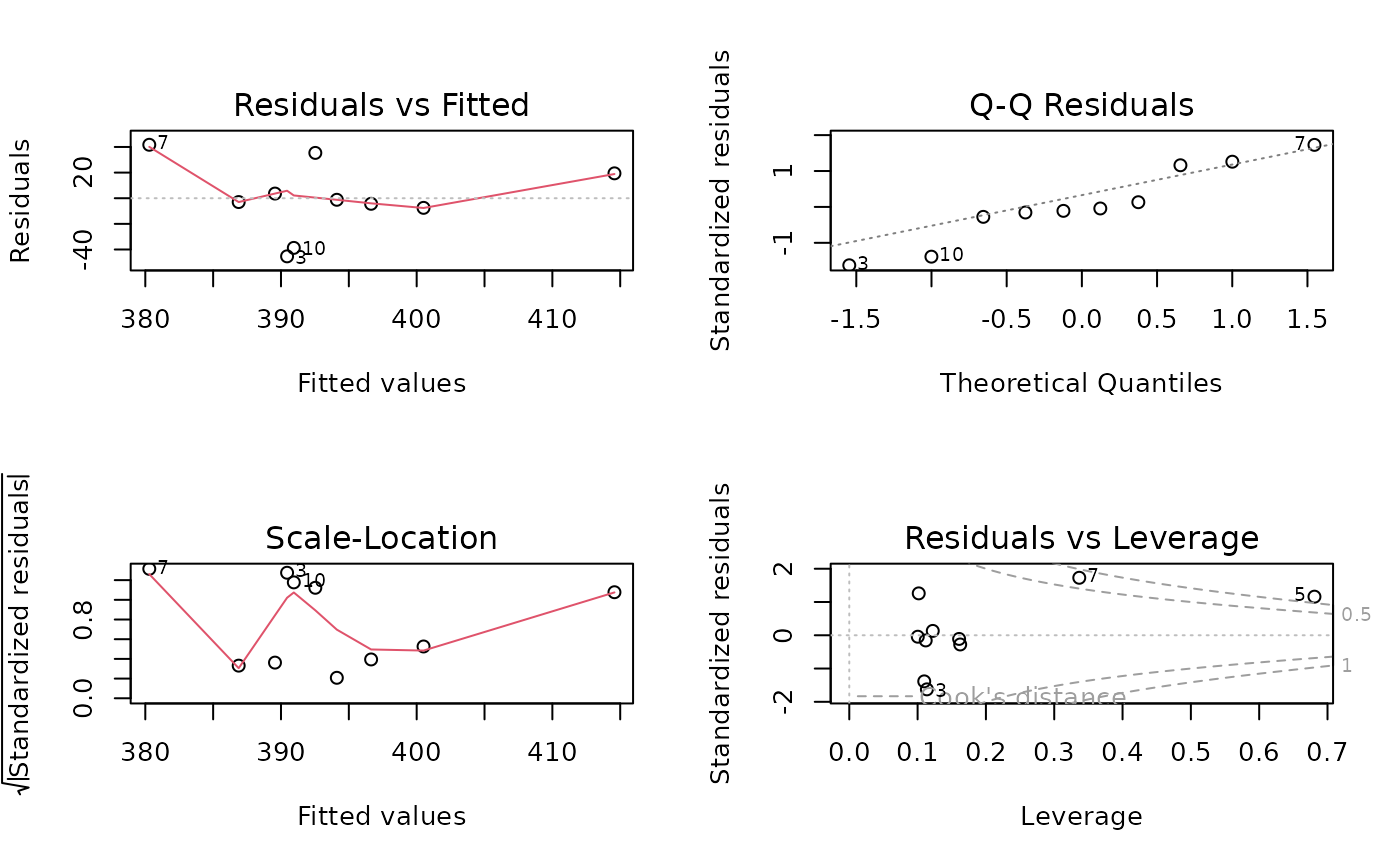 Residuals vs Fitted
Residuals
-40 20
7
10
3
380 390 400 410
Fitted values
Q-Q Residuals
Standardized residuals
-1 1
7
10
3
-1.5 -0.5 0.0 0.5 1.0 1.5
Theoretical Quantiles
Scale-Location
√|Standardized residuals|
0.0 0.8
7
3
10
380 390 400 410
Fitted values
Residuals vs Leverage
Standardized residuals
-2 0 2
7
5
0.5
1
3
Cook's distance
0.0 0.1 0.2 0.3 0.4 0.5 0.6 0.7
Leverage